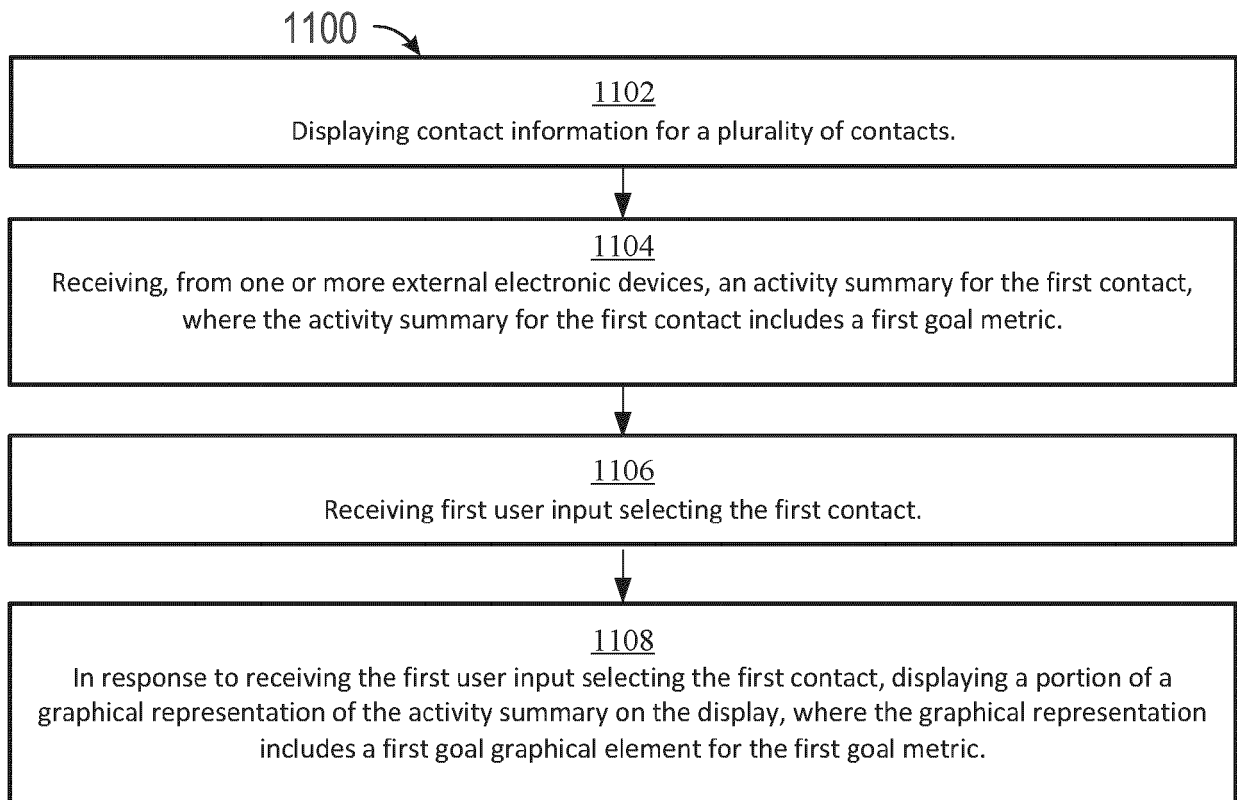 1100
1102
Displaying contact information for a plurality of contacts.
1104
Receiving, from one or more external electronic devices, an activity summary for the first contact,
where the activity summary for the first contact includes a first goal metric.
1106
Receiving first user input selecting the first contact.
1108
In response to receiving the first user input selecting the first contact, displaying a portion of a
graphical representation of the activity summary on the display, where the graphical representation
includes a first goal graphical element for the first goal metric.